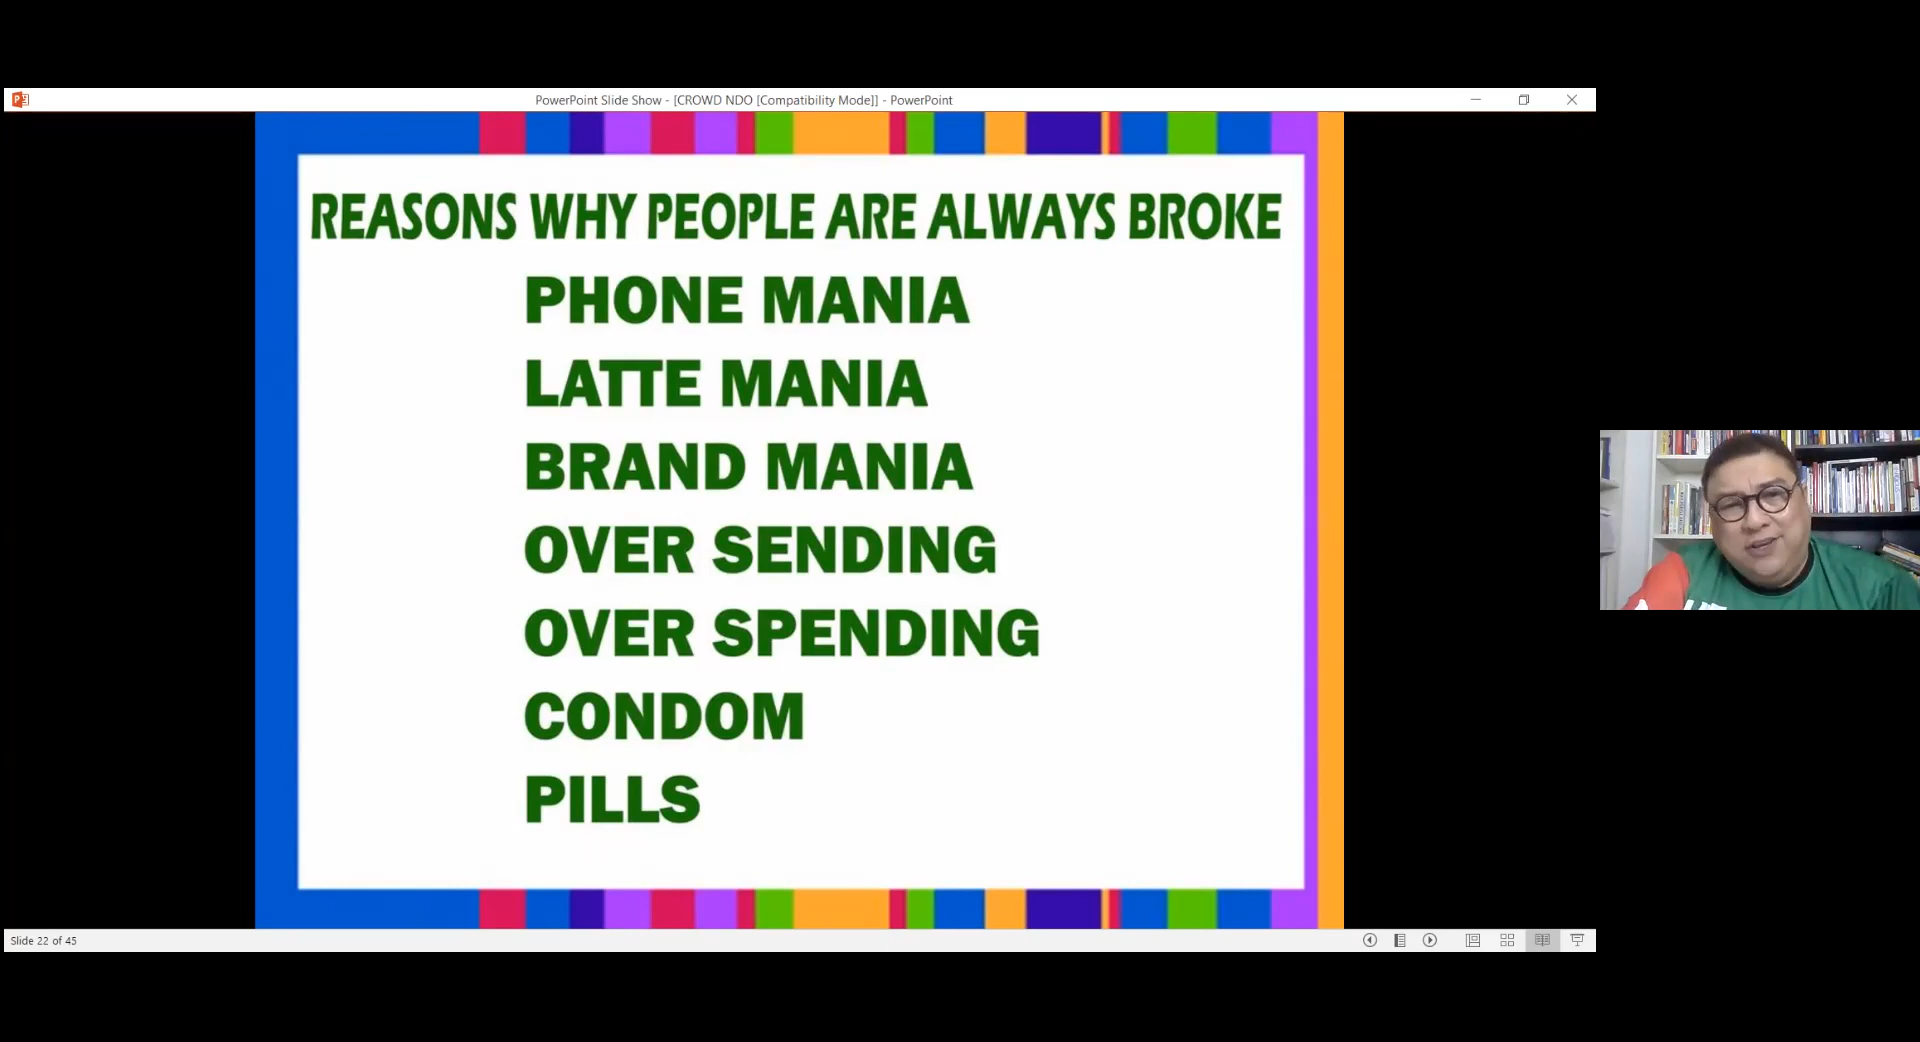 PowerPoint Slide Show - [CROWD NDO [Compatibility Mode]] - PowerPoint
REASONS WHY PEOPLE ARE ALWAYS BROKE
PHONE MANIA
LATTE MANIA
BRAND MANIA
OVER SENDING
OVER SPENDING
CONDOM
PILLS
Slide 22 of 45